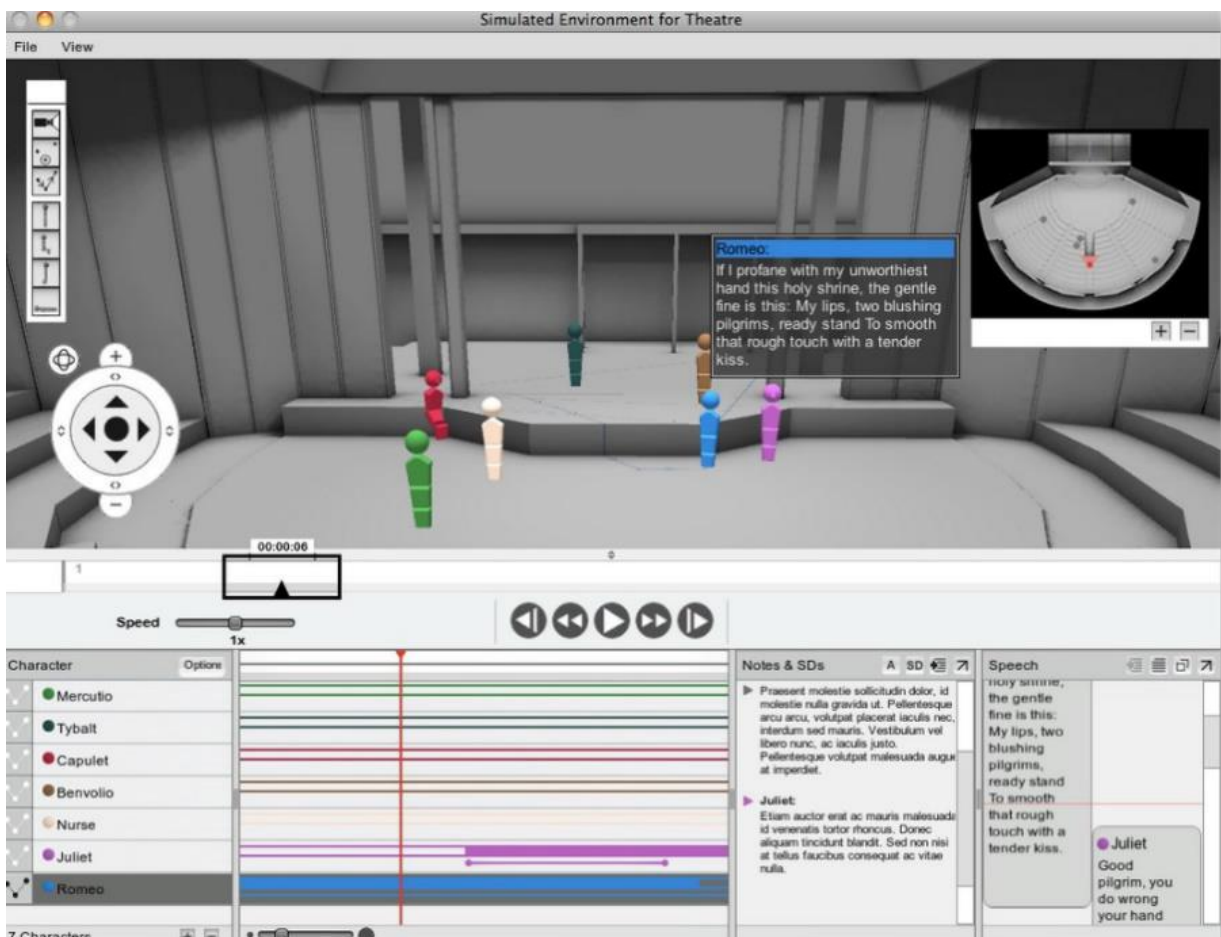 Simulated Environment for Theatre
File View
Romeo:
If I profane with my unworthiest
hand this holy shrine, the gentle
fine is this: My lips, two blushing
pilgrims, ready stand To smooth
that rough touch with a tender
kiss.
00:00:06
1
Speed
1x
Character Options
Mercutio
Tybalt
Capulet
Benvolio
Nurse
Juliet
Romeo
7 Characters
Notes & SDs A SD
Praesent molestie sollicitudin dolor, id
molestie nulla gravida ut. Pellentesque
arcu arcu, volutpat placerat iaculis nec,
interdum sed mauris. Vestibulum vel
libero nunc, ac iaculis justo.
Pellentesque volutpat malesuada augue
at imperdiet.
Juliet:
Etiam auctor erat ac mauris malesuada
id venenatis tortor rhoncus. Donec
aliquam tincidunt blandit. Sed non nisi
at tellus faucibus consequat ac vitae
nulla.
Speech
holy shrine,
the gentle
fine is this:
My lips, two
blushing
pilgrims,
ready stand
To smooth
that rough
touch with a
tender kiss.
Juliet
Good
pilgrim, you
do wrong
your hand